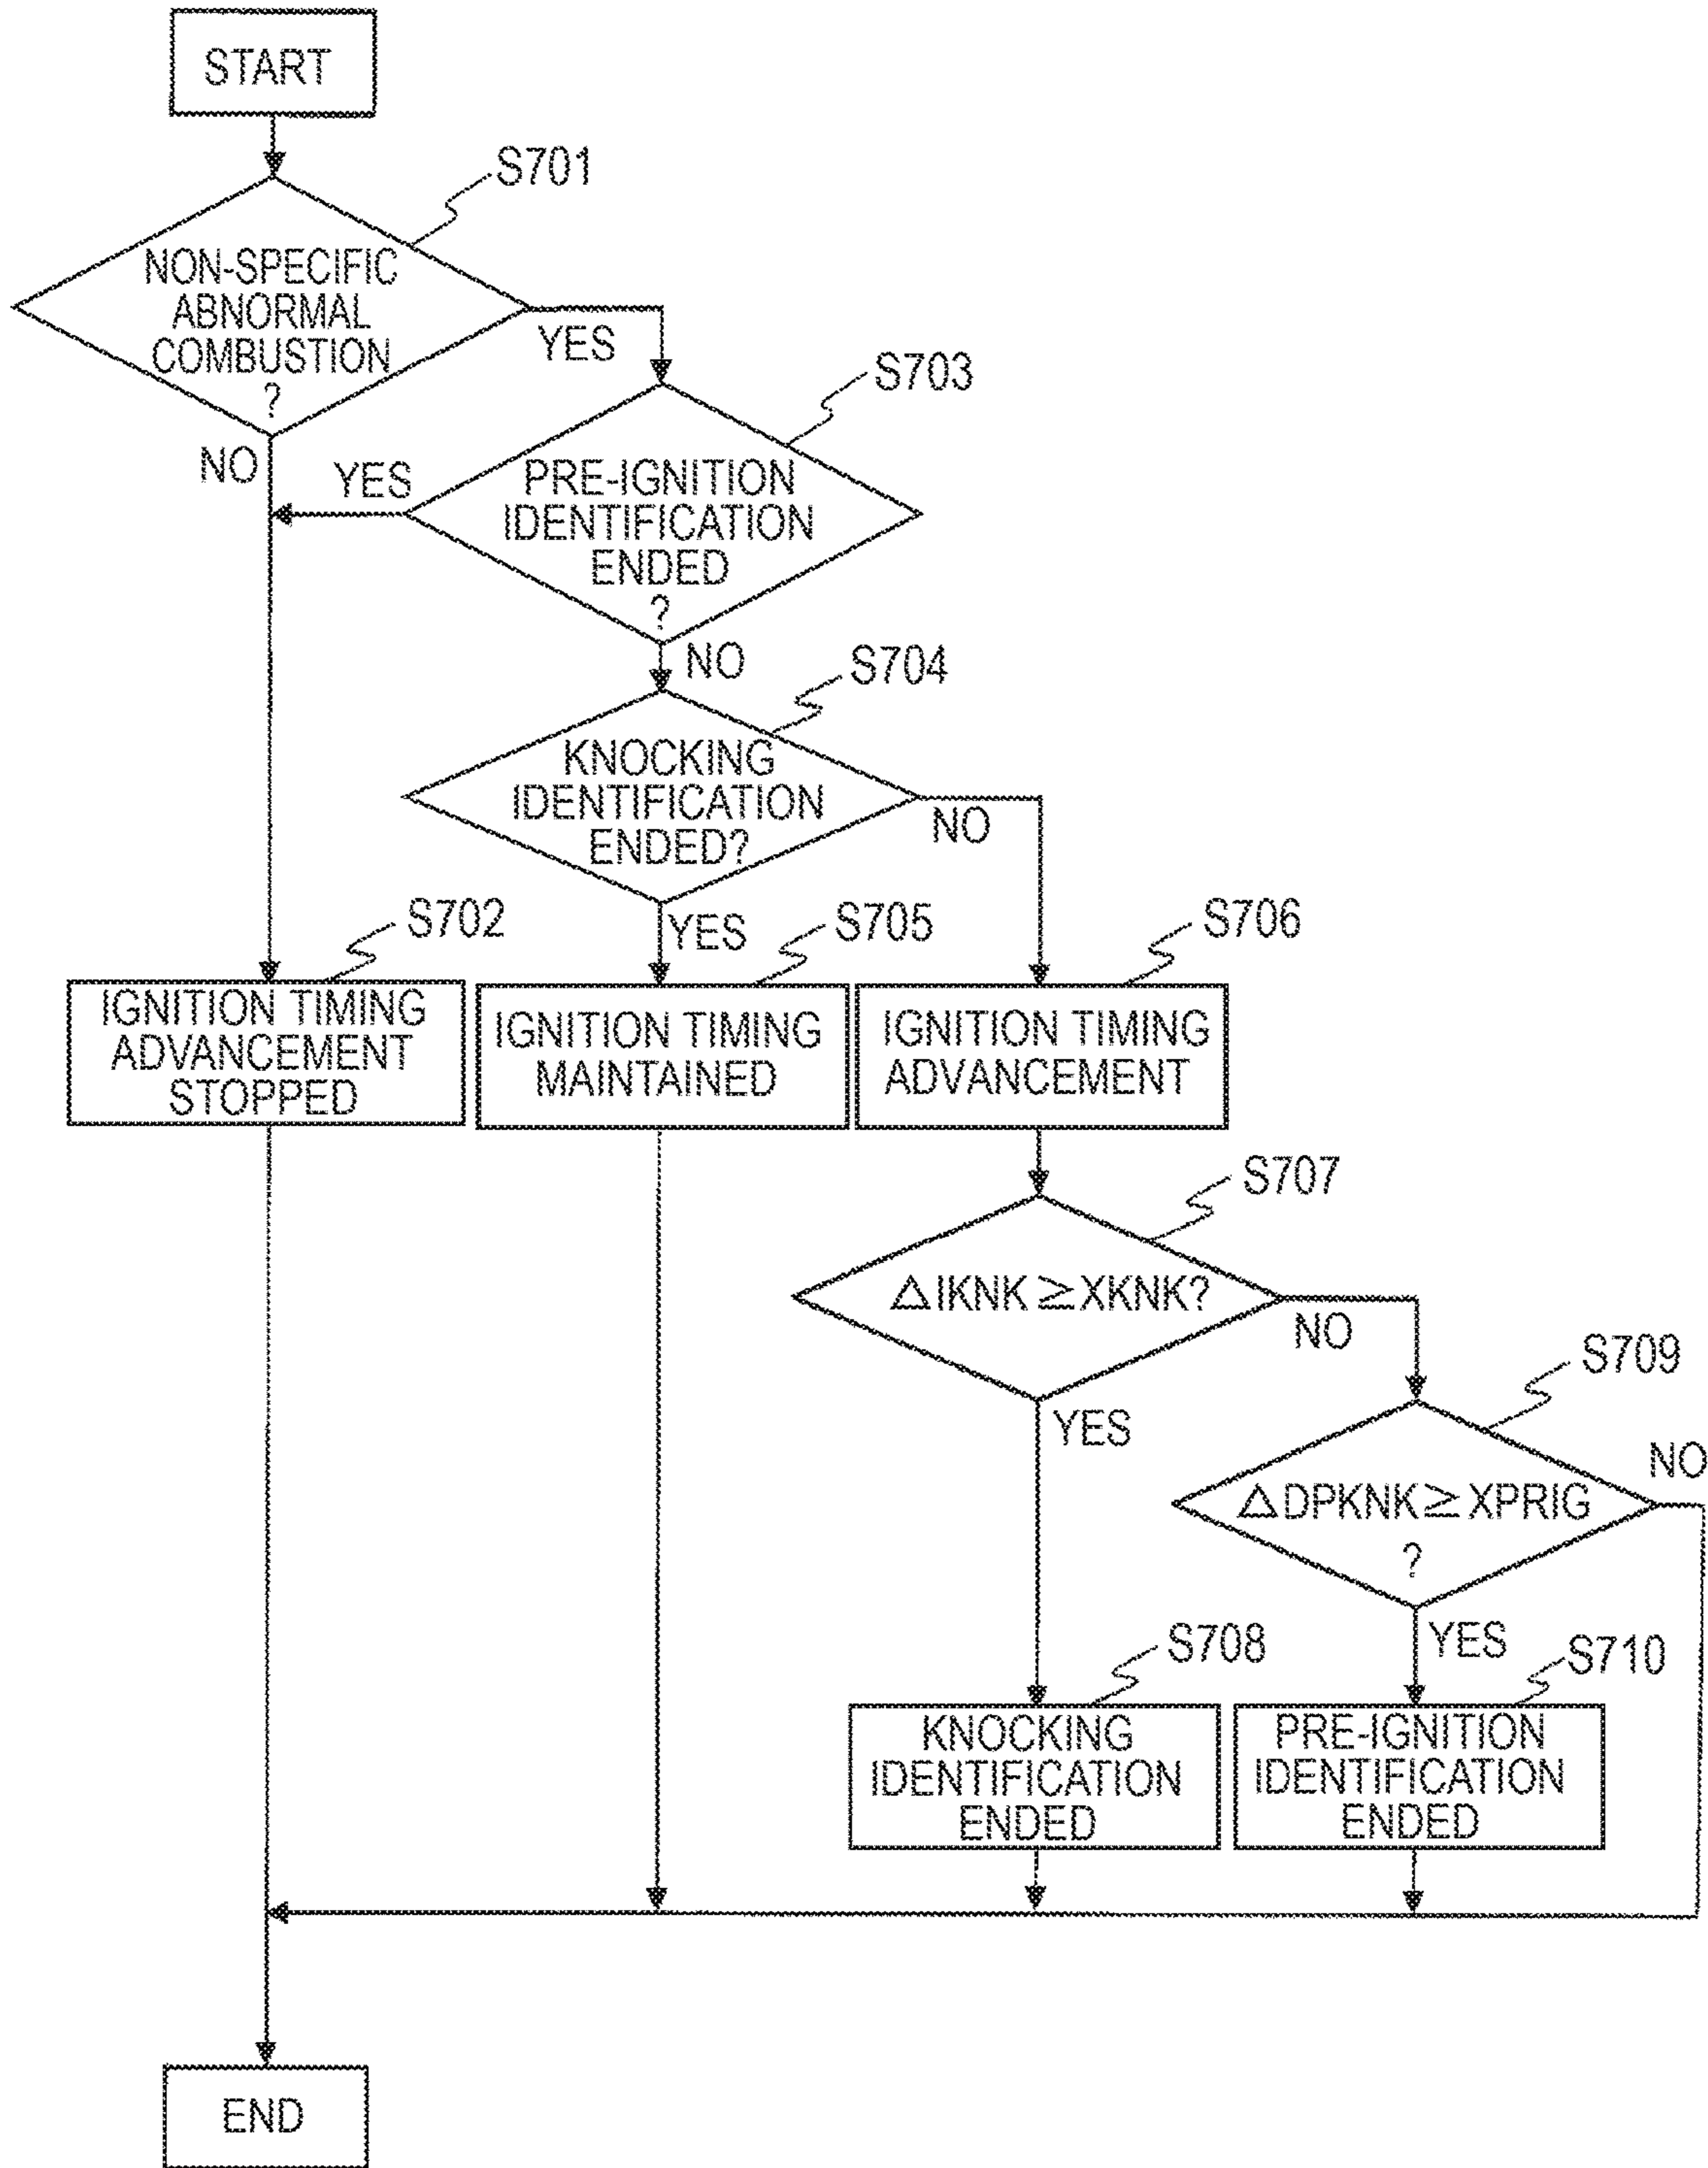 START
S701
NON-SPECIFIC
ABNORMAL
COMBUSTION
?
YES
NO
S703
YES
PRE-IGNITION
IDENTIFICATION
ENDED
?
NO
S704
KNOCKING
IDENTIFICATION
ENDED?
NO
YES
S702
S705
S706
IGNITION TIMING
ADVANCEMENT
STOPPED
IGNITION TIMING
MAINTAINED
IGNITION TIMING
ADVANCEMENT
S707
△IKNK≧XKNK?
NO
YES
S709
NO
△DPKNK≧XPRIG
?
YES
S708
S710
KNOCKING
IDENTIFICATION
ENDED
PRE-IGNITION
IDENTIFICATION
ENDED
END